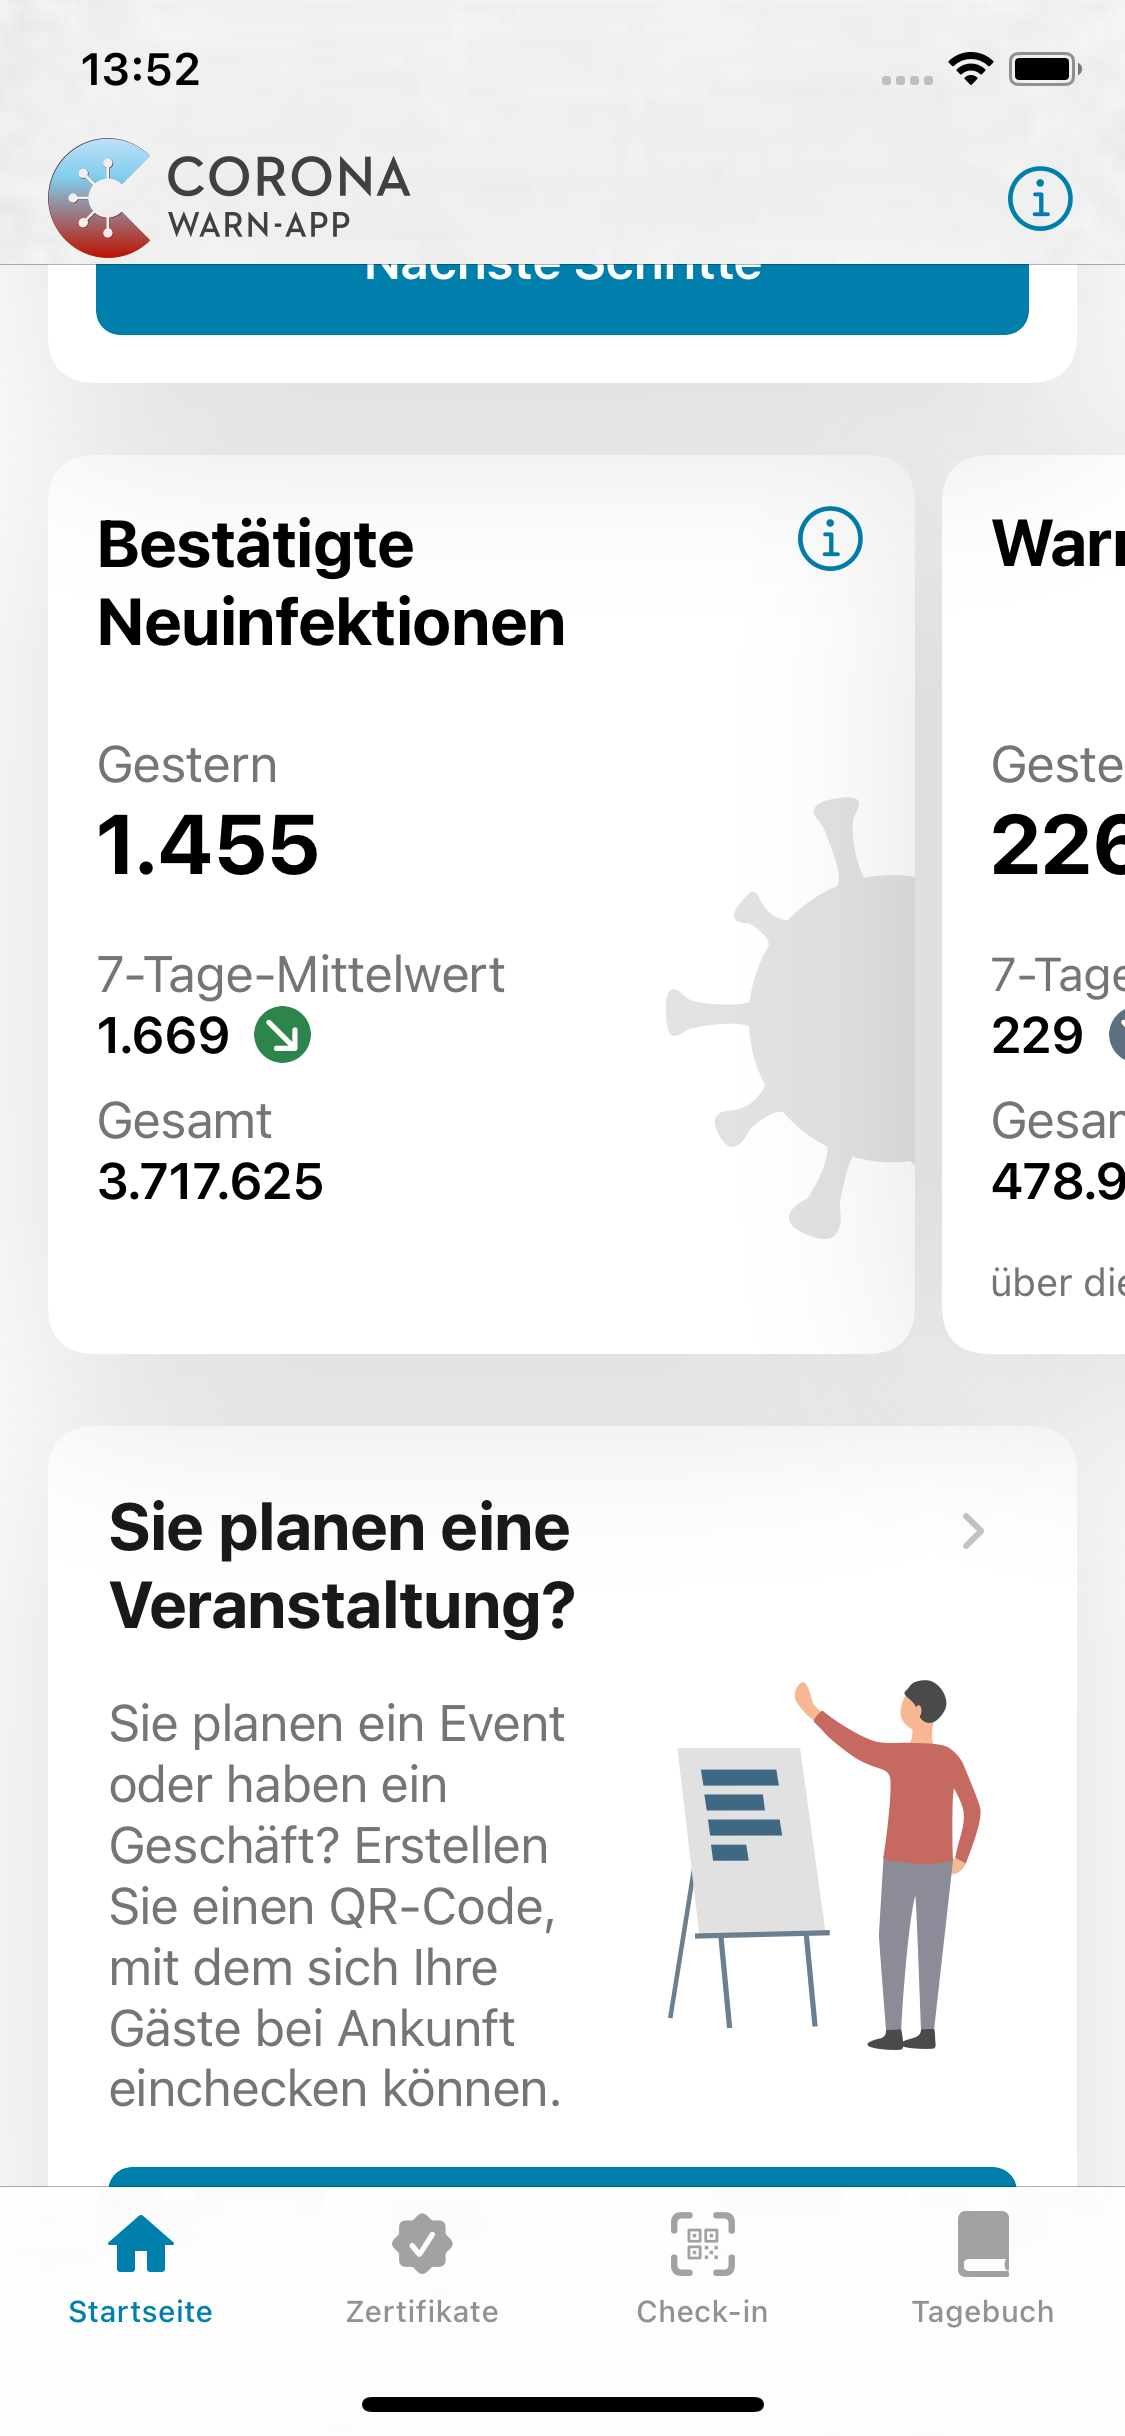 13:52
CORONA
WARN-APP
Nächste Schritte
Bestätigte
Neuinfektionen
Gestern
1.455
7-Tage-Mittelwert
1.669
Gesamt
3.717.625
Geste
226
7-Tage
229
478.9
über die
Sie planen eine
Veranstaltung?
Sie planen ein Event
oder haben ein
Geschäft? Erstellen
Sie einen QR-Code,
mit dem sich Ihre
Gäste bei Ankunft
einchecken können.
Startseite
Zertifikate
Check-in
Tagebuch